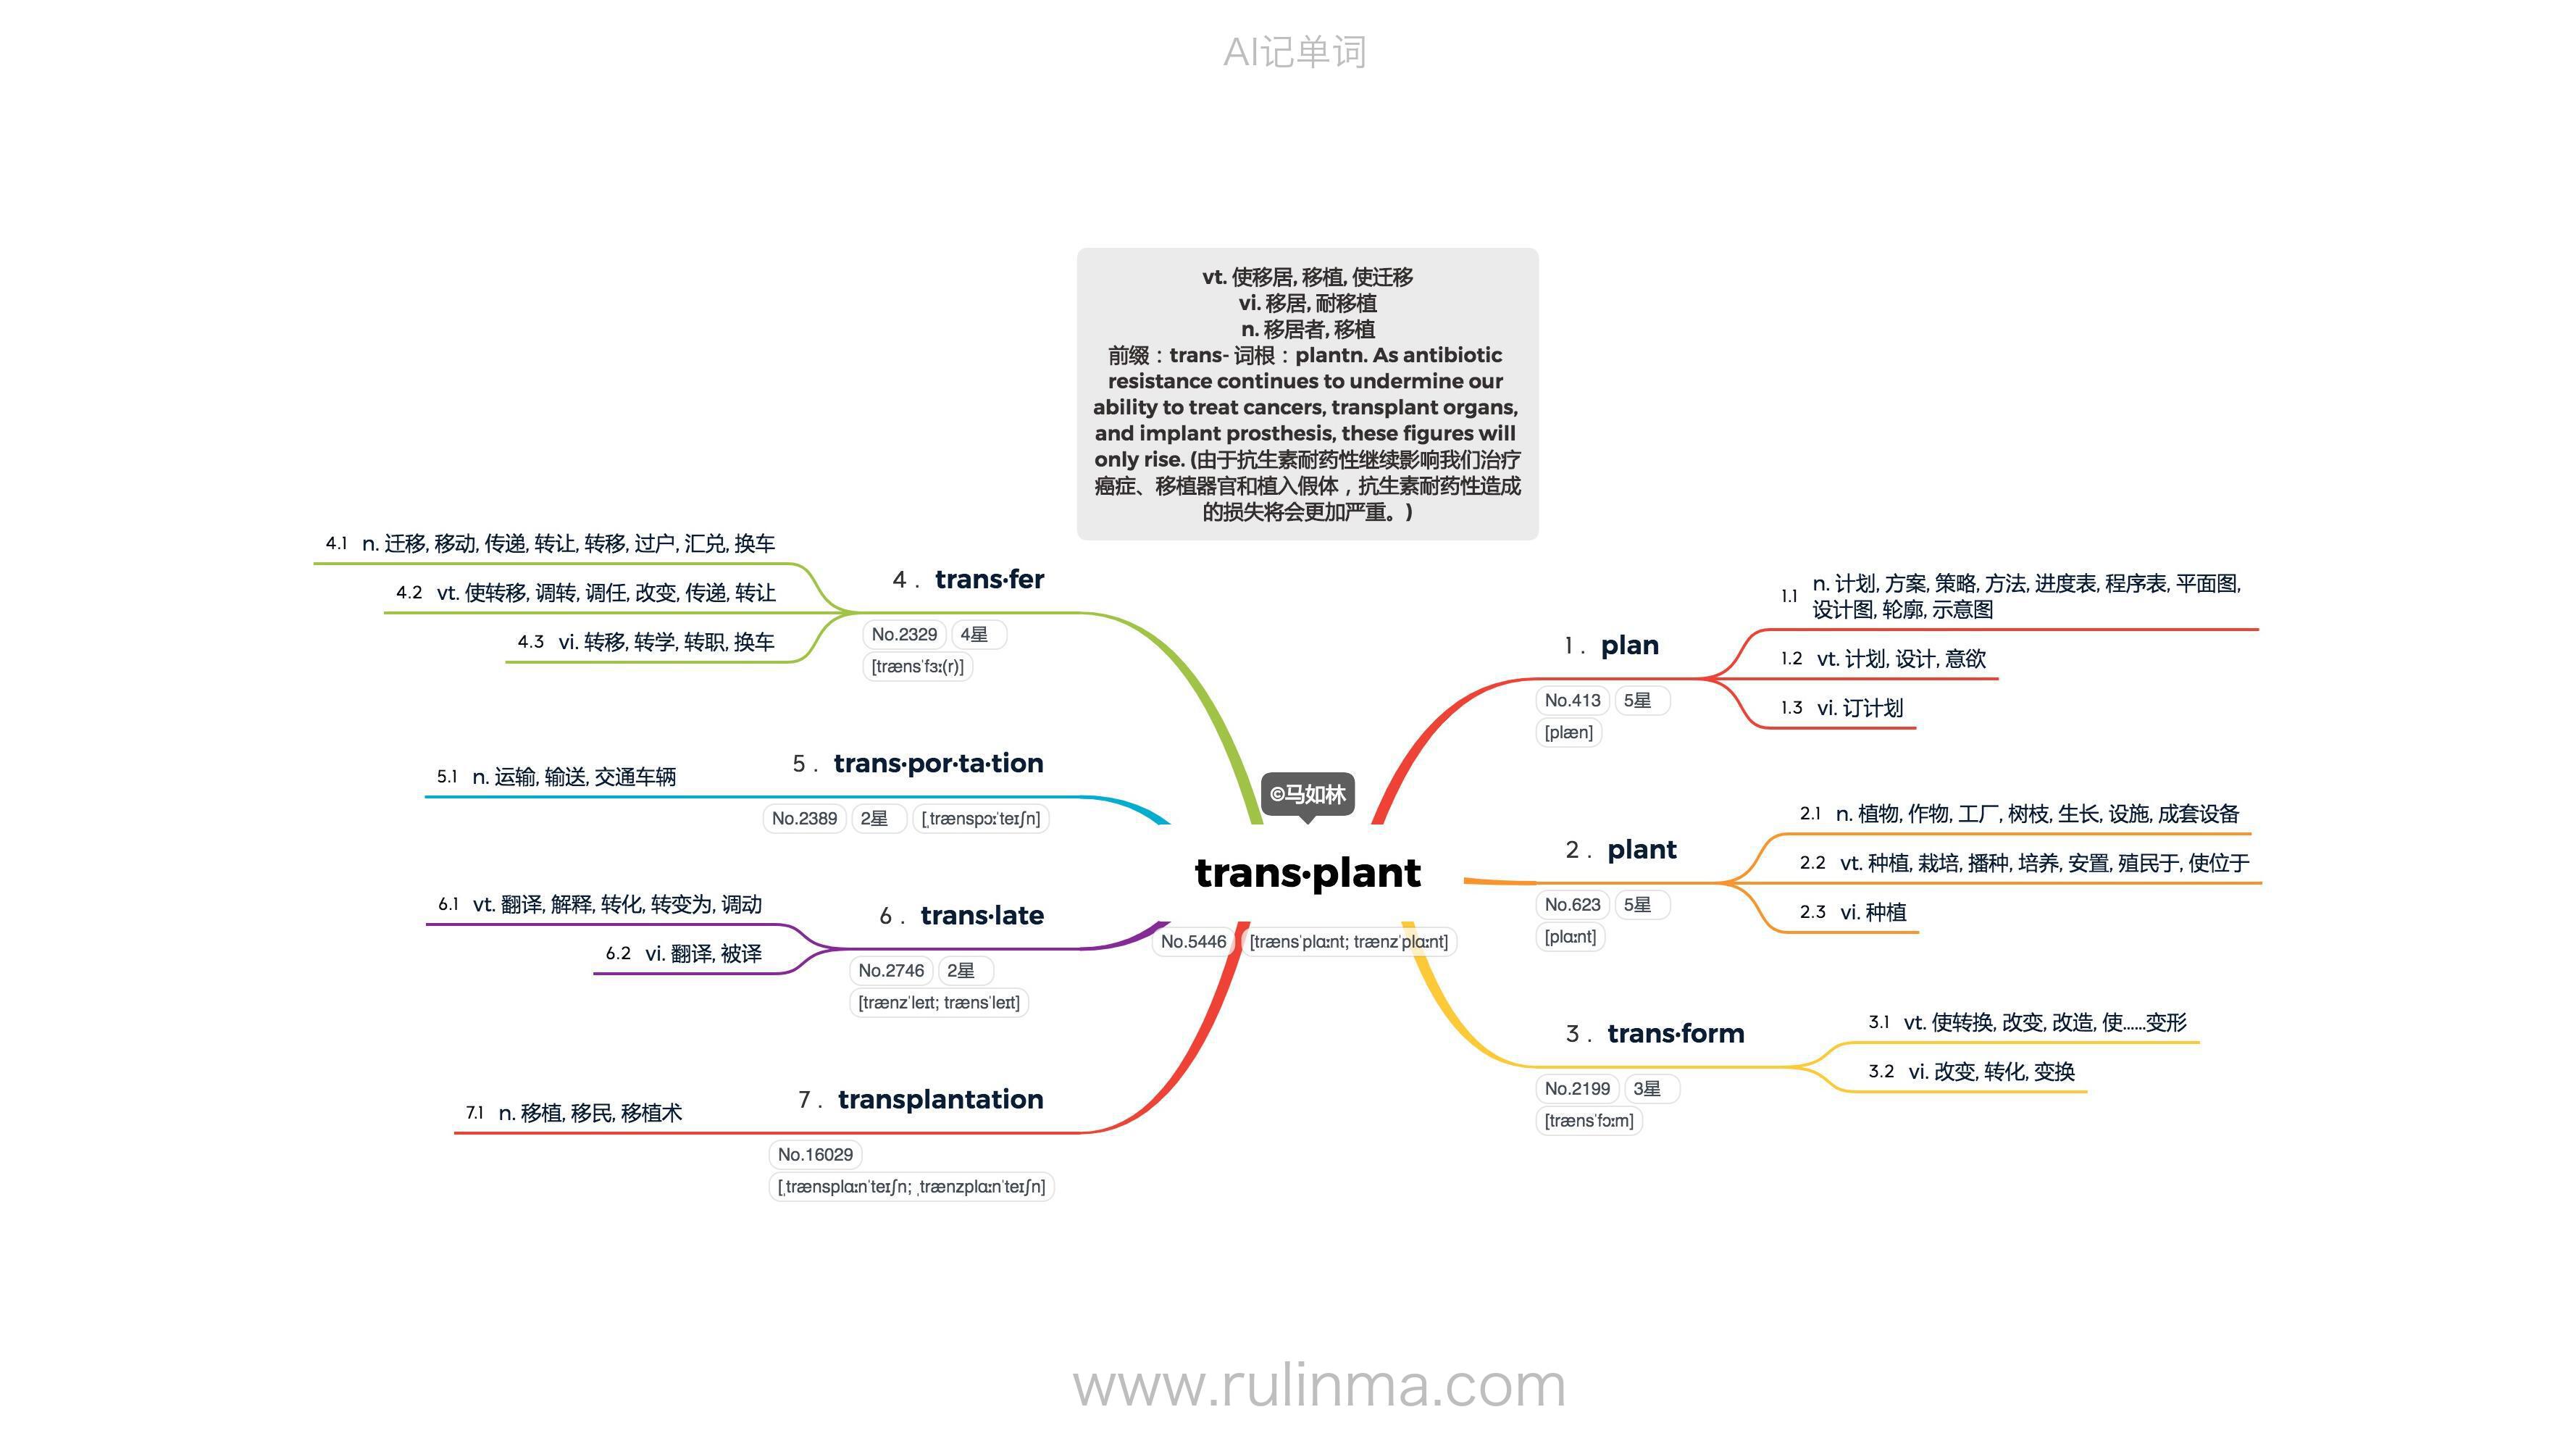 AI记单词
vt. 使移居, 移植, 使迁移
vi. 移居, 耐移植
n. 移居者, 移植
前缀：trans- 词根：plantn. As antibiotic
resistance continues to undermine our
ability to treat cancers, transplant organs,
and implant prosthesis, these figures will
only rise. (由于抗生素耐药性继续影响我们治疗
癌症、移植器官和植入假体，抗生素耐药性造成
的损失将会更加严重。)
©马如林
trans·plant
No.5446 [trænsˈplɑːnt; trænzˈplɑːnt]
1 . plan
No.413 5星
[plæn]
1.1 n. 计划, 方案, 策略, 方法, 进度表, 程序表, 平面图,
设计图, 轮廓, 示意图
1.2 vt. 计划, 设计, 意欲
1.3 vi. 订计划
2 . plant
No.623 5星
[plɑːnt]
2.1 n. 植物, 作物, 工厂, 树枝, 生长, 设施, 成套设备
2.2 vt. 种植, 栽培, 播种, 培养, 安置, 殖民于, 使位于
2.3 vi. 种植
3 . trans·form
No.2199 3星
[trænsˈfɔːm]
3.1 vt. 使转换, 改变, 改造, 使……变形
3.2 vi. 改变, 转化, 变换
4 . trans·fer
No.2329 4星
[trænsˈfɜː(r)]
4.1 n. 迁移, 移动, 传递, 转让, 转移, 过户, 汇兑, 换车
4.2 vt. 使转移, 调转, 调任, 改变, 传递, 转让
4.3 vi. 转移, 转学, 转职, 换车
5 . trans·por·ta·tion
No.2389 2星 [ˌtrænspɔːˈteɪʃn]
5.1 n. 运输, 输送, 交通车辆
6 . trans·late
No.2746 2星
[trænzˈleɪt; trænsˈleɪt]
6.1 vt. 翻译, 解释, 转化, 转变为, 调动
6.2 vi. 翻译, 被译
7 . transplantation
No.16029
[ˌtrænsplɑːnˈteɪʃn; ˌtrænzplɑːnˈteɪʃn]
7.1 n. 移植, 移民, 移植术
www.rulinma.com